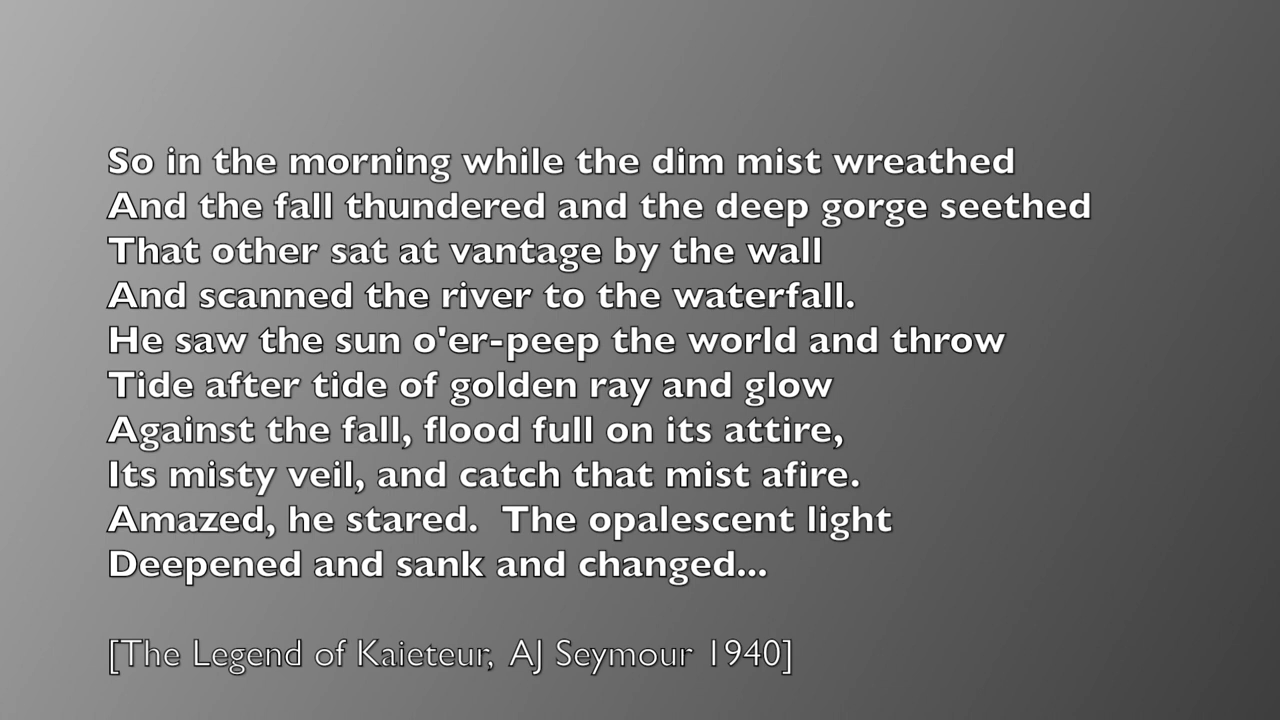 So in the morning while the dim mist wreathed
And the fall thundered and the deep gorge seethed
That other sat at vantage by the wall
And scanned the river to the waterfall.
He saw the sun o'er-peep the world and throw
Tide after tide of golden ray and glow
Against the fall, flood full on its attire,
Its misty veil, and catch that mist afire.
Amazed, he stared.  The opalescent light
Deepened and sank and changed...
[The Legend of Kaieteur, AJ Seymour 1940]